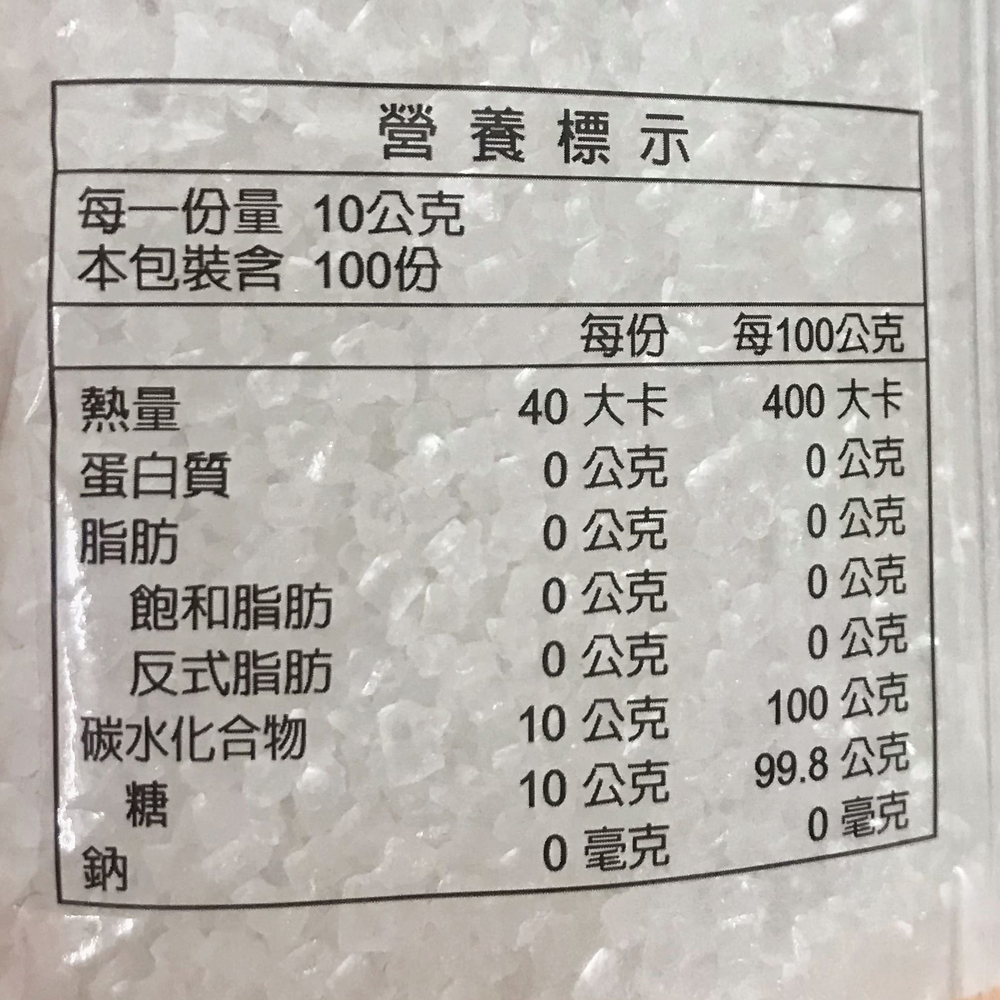 營養標示
每一份量 10公克
本包裝含 100份
每份 每100公克
熱量 40 大卡 400 大卡
蛋白質 0 公克 0 公克
脂肪 0 公克 0 公克
飽和脂肪 0 公克 0 公克
反式脂肪 0 公克 0 公克
碳水化合物 10 公克 100 公克
糖 10 公克 99.8 公克
鈉 0 毫克 0 毫克